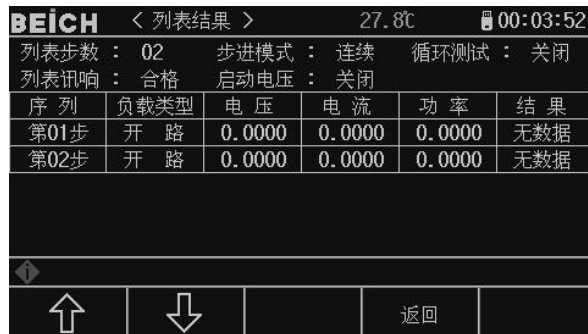 BEICH < 列表结果 > 27.8℃ 00:03:52
列表步数 : 02 步进模式 : 连续 循环测试 : 关闭
列表讯响 : 合格 启动电压 : 关闭
序 列 负载类型 电 压 电 流 功 率 结 果
第01步 开 路 0.0000 0.0000 0.0000 无数据
第02步 开 路 0.0000 0.0000 0.0000 无数据
返回